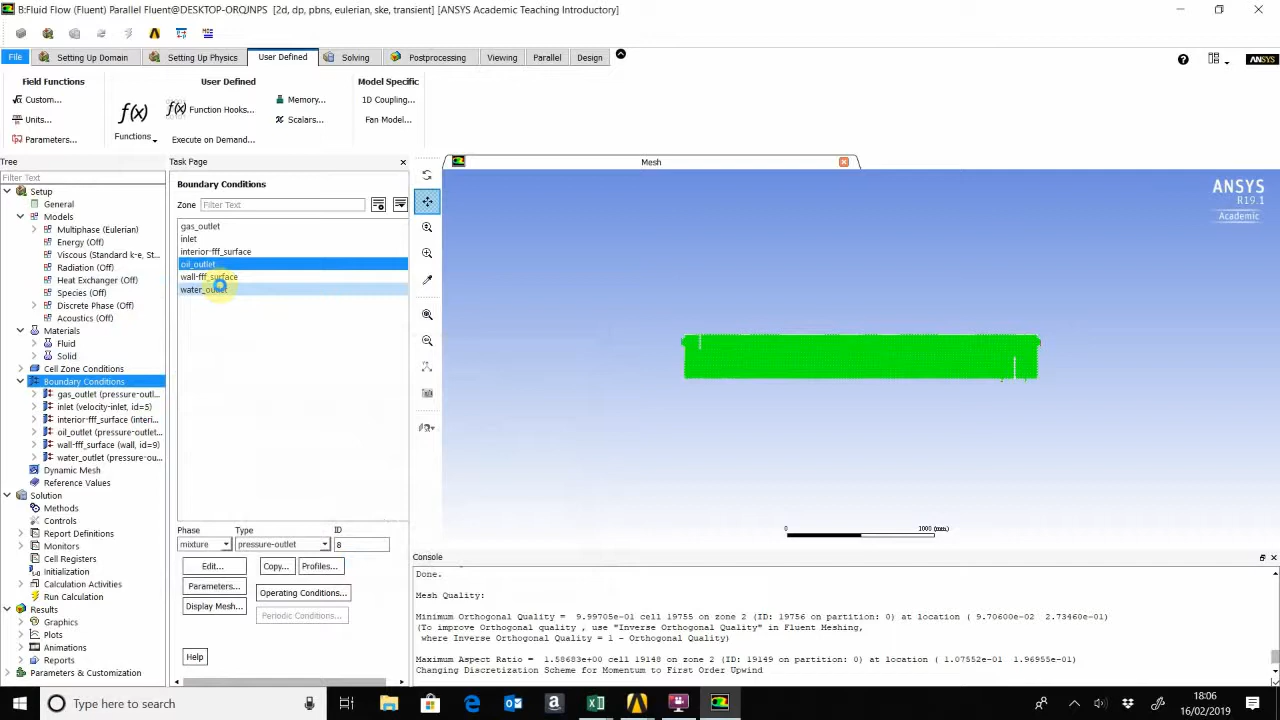 B:Fluid Flow (Fluent) Parallel Fluent@DESKTOP-ORQJNPS [2d, dp, pbns, eulerian, ske, transient] [ANSYS Academic Teaching Introductory]
File
Setting Up Domain
Setting Up Physics
User Defined
Solving
Postprocessing
Viewing
Parallel
Design
ANSYS
Field Functions
User Defined
Model Specific
Custom...
Units...
Parameters...
f(x)
Functions
f(x) Function Hooks...
Execute on Demand...
Memory...
Scalars...
1D Coupling...
Fan Model...
Tree
Filter Text
Setup
General
Models
Multiphase (Eulerian)
Energy (Off)
Viscous (Standard k-e, St...
Radiation (Off)
Heat Exchanger (Off)
Species (Off)
Discrete Phase (Off)
Acoustics (Off)
Materials
Fluid
Solid
Cell Zone Conditions
Boundary Conditions
gas_outlet (pressure-outl...
inlet (velocity-inlet, id=5)
interior-fff_surface (interi...
oil_outlet (pressure-outlet...
wall-fff_surface (wall, id=9)
water_outlet (pressure-ou...
Dynamic Mesh
Reference Values
Solution
Methods
Controls
Report Definitions
Monitors
Cell Registers
Initialization
Calculation Activities
Run Calculation
Results
Graphics
Plots
Animations
Reports
Parameters & Customization
Task Page
Boundary Conditions
Zone Filter Text
gas_outlet
inlet
interior-fff_surface
oil_outlet
wall-fff_surface
water_outlet
Phase Type ID
mixture pressure-outlet 8
Edit... Copy... Profiles...
Parameters... Operating Conditions...
Display Mesh... Periodic Conditions...
Help
Mesh
ANSYS
R19.1
Academic
0 1000 (mm)
Console
Done.
Mesh Quality:
Minimum Orthogonal Quality = 9.99705e-01 cell 19755 on zone 2 (ID: 19756 on partition: 0) at location ( 9.70600e-02 2.73460e-01)
(To improve Orthogonal quality , use "Inverse Orthogonal Quality" in Fluent Meshing,
where Inverse Orthogonal Quality = 1 - Orthogonal Quality)
Maximum Aspect Ratio = 1.58683e+00 cell 19148 on zone 2 (ID: 19149 on partition: 0) at location ( 1.07552e-01 1.96955e-01)
Changing Discretization Scheme for Momentum to First Order Upwind
Type here to search
18:06
16/02/2019